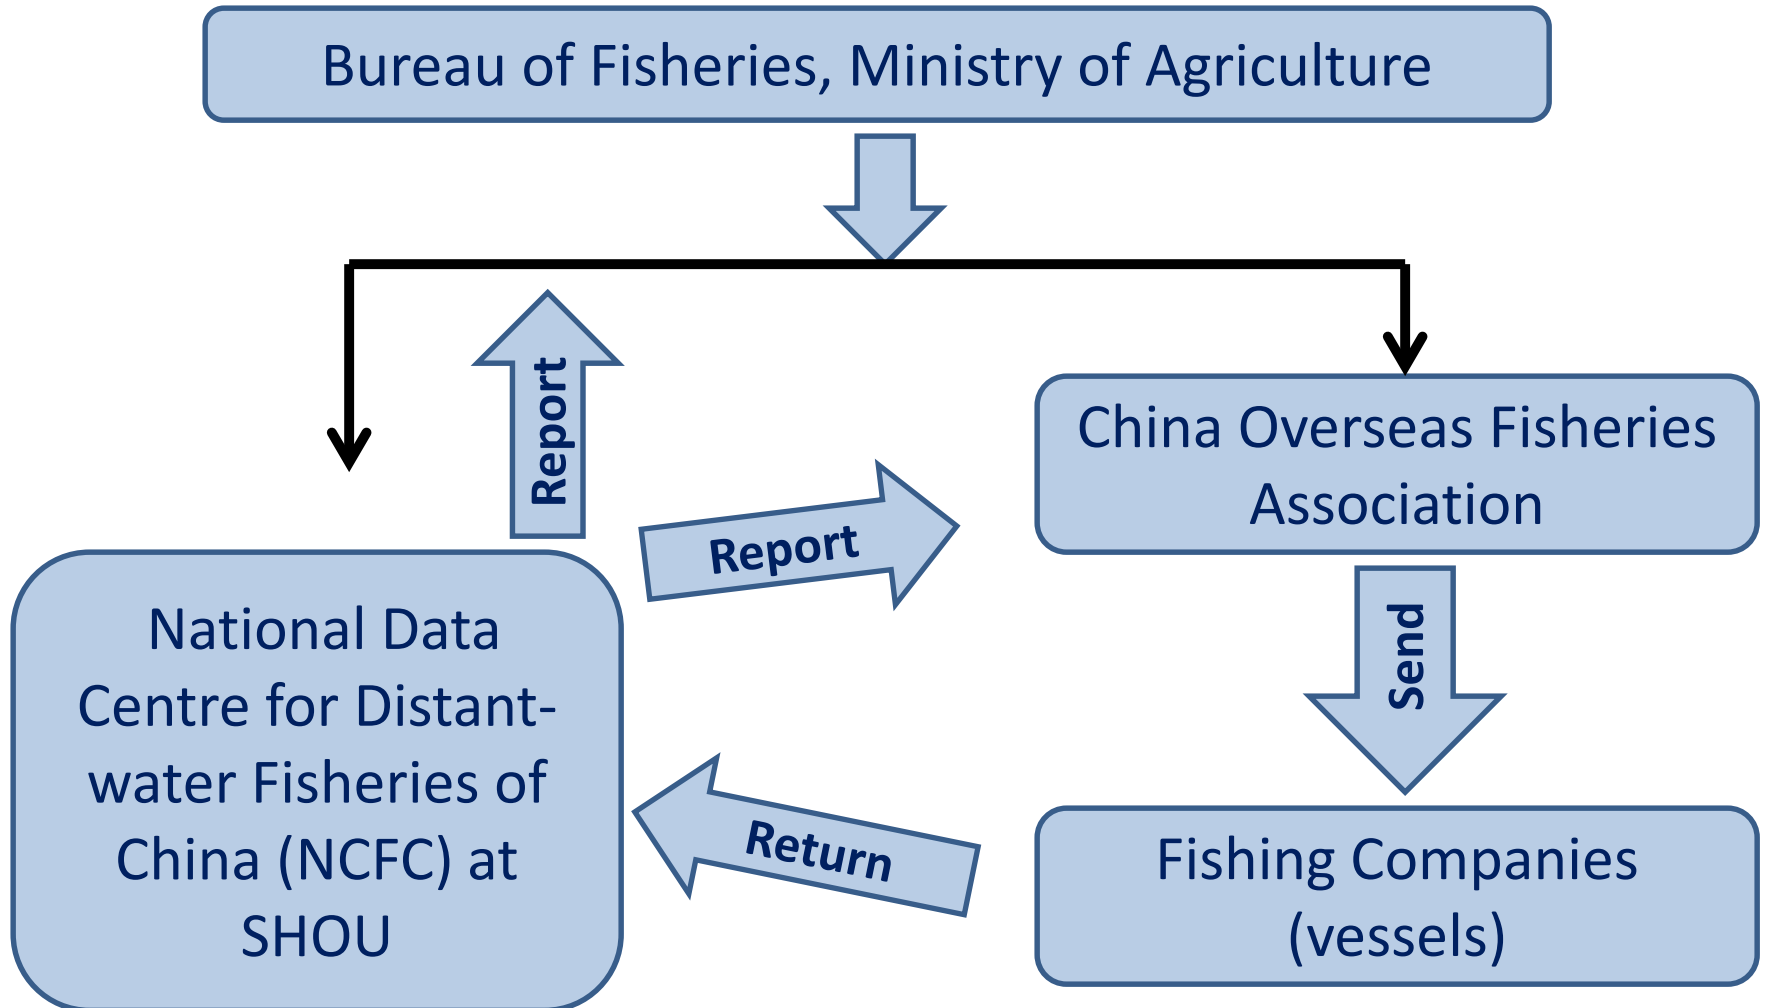 Bureau of Fisheries, Ministry of Agriculture
Report
China Overseas Fisheries
Association
Report
Send
National Data
Centre for Distant-
water Fisheries of
China (NCFC) at
SHOU
Return
Fishing Companies
(vessels)